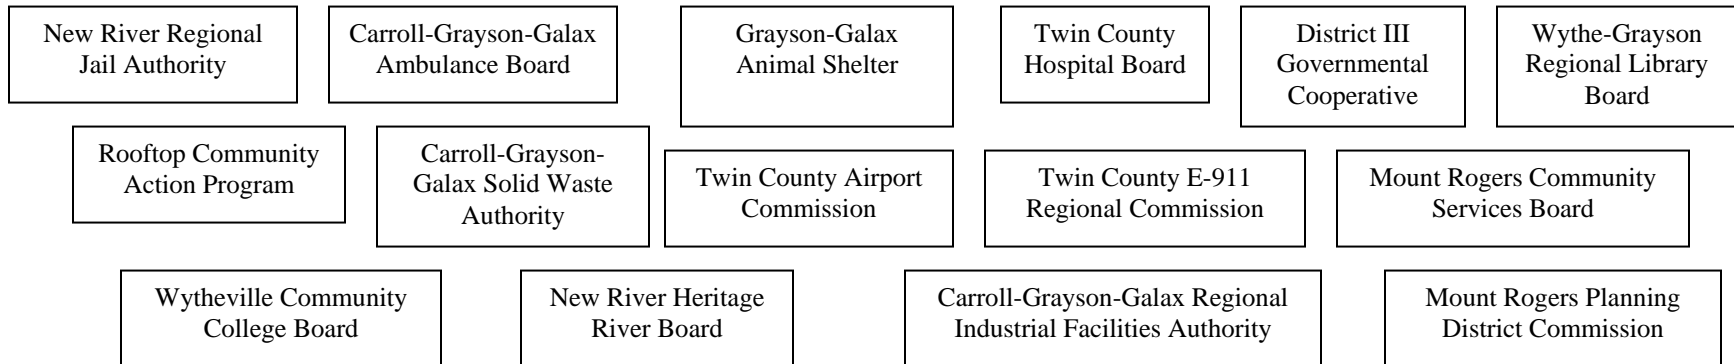 New River Regional
Jail Authority
Carroll-Grayson-Galax
Ambulance Board
Grayson-Galax
Animal Shelter
Twin County
Hospital Board
District III
Governmental
Cooperative
Wythe-Grayson
Regional Library
Board
Rooftop Community
Action Program
Carroll-Grayson-
Galax Solid Waste
Authority
Twin County Airport
Commission
Twin County E-911
Regional Commission
Mount Rogers Community
Services Board
Wytheville Community
College Board
New River Heritage
River Board
Carroll-Grayson-Galax Regional
Industrial Facilities Authority
Mount Rogers Planning
District Commission